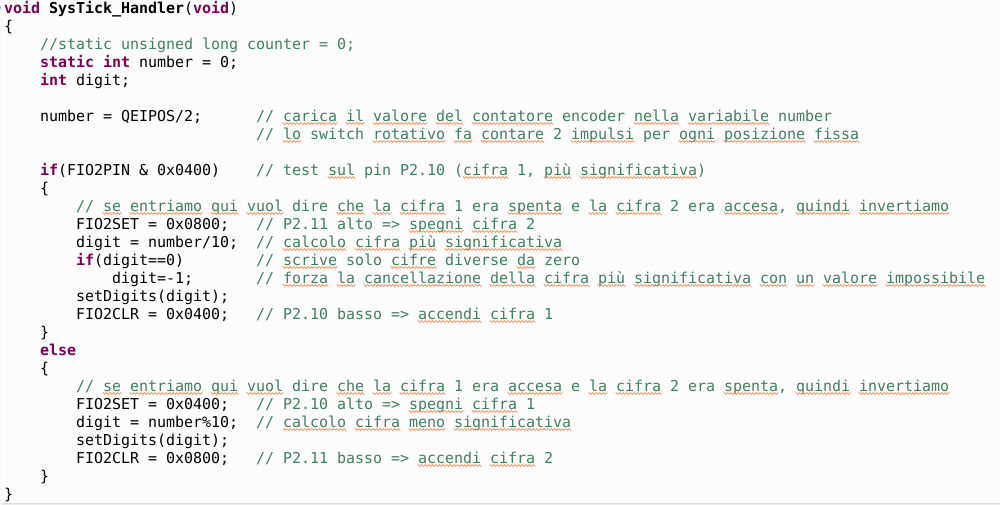 void SysTick_Handler(void)
{
    //static unsigned long counter = 0;
    static int number = 0;
    int digit;

    number = QEIPOS/2;      // carica il valore del contatore encoder nella variabile number
                            // lo switch rotativo fa contare 2 impulsi per ogni posizione fissa

    if(FIO2PIN & 0x0400)    // test sul pin P2.10 (cifra 1, più significativa)
    {
        // se entriamo qui vuol dire che la cifra 1 era spenta e la cifra 2 era accesa, quindi invertiamo
        FIO2SET = 0x0800;   // P2.11 alto => spegni cifra 2
        digit = number/10;  // calcolo cifra più significativa
        if(digit==0)        // scrive solo cifre diverse da zero
            digit=-1;       // forza la cancellazione della cifra più significativa con un valore impossibile
        setDigits(digit);
        FIO2CLR = 0x0400;   // P2.10 basso => accendi cifra 1
    }
    else
    {
        // se entriamo qui vuol dire che la cifra 1 era accesa e la cifra 2 era spenta, quindi invertiamo
        FIO2SET = 0x0400;   // P2.10 alto => spegni cifra 1
        digit = number%10;  // calcolo cifra meno significativa
        setDigits(digit);
        FIO2CLR = 0x0800;   // P2.11 basso => accendi cifra 2
    }
}